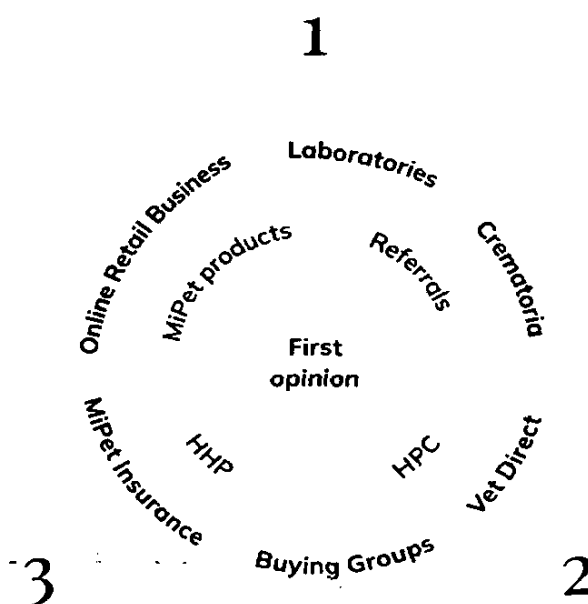 1
Laboratories
Online Retail Business
Crematoria
MiPet products
Referrals
First
opinion
HHP
HPC
MiPet Insurance
Vet Direct
Buying Groups
3
2